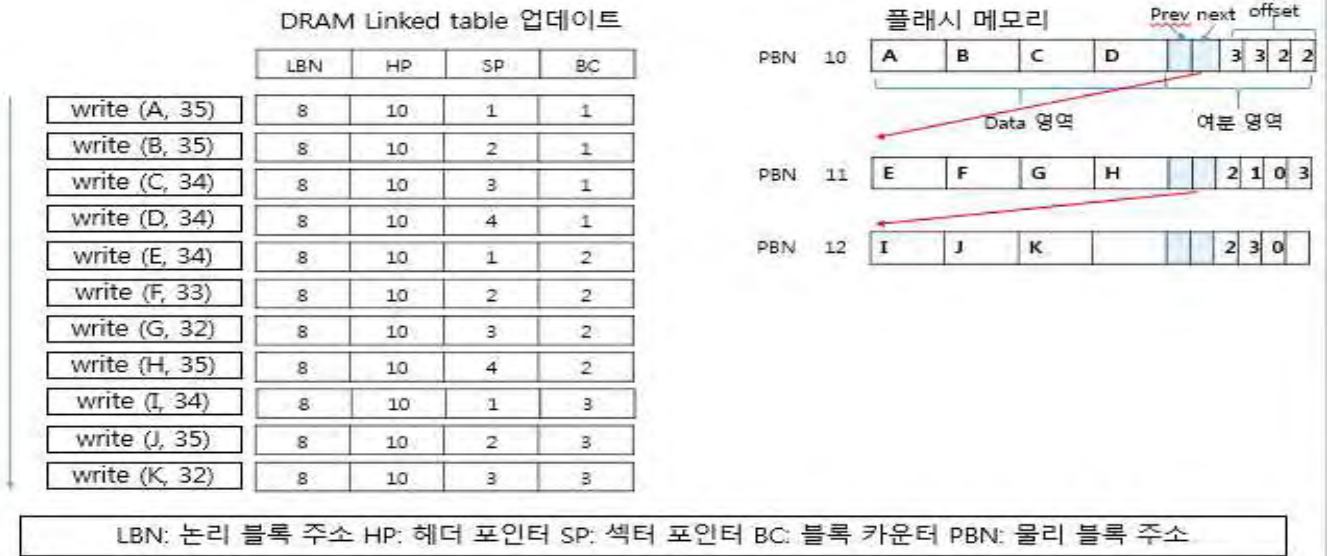 DRAM Linked table 업데이트
LBN HP SP BC
write (A, 35) 8 10 1 1
write (B, 35) 8 10 2 1
write (C, 34) 8 10 3 1
write (D, 34) 8 10 4 1
write (E, 34) 8 10 1 2
write (F, 33) 8 10 2 2
write (G, 32) 8 10 3 2
write (H, 35) 8 10 4 2
write (I, 34) 8 10 1 3
write (J, 35) 8 10 2 3
write (K, 32) 8 10 3 3
플래시 메모리
Prev next offset
PBN 10 A B C D 3 3 2 2
Data 영역 여분 영역
PBN 11 E F G H 2 1 0 3
PBN 12 I J K 2 3 0
LBN: 논리 블록 주소 HP: 헤더 포인터 SP: 섹터 포인터 BC: 블록 카운터 PBN: 물리 블록 주소